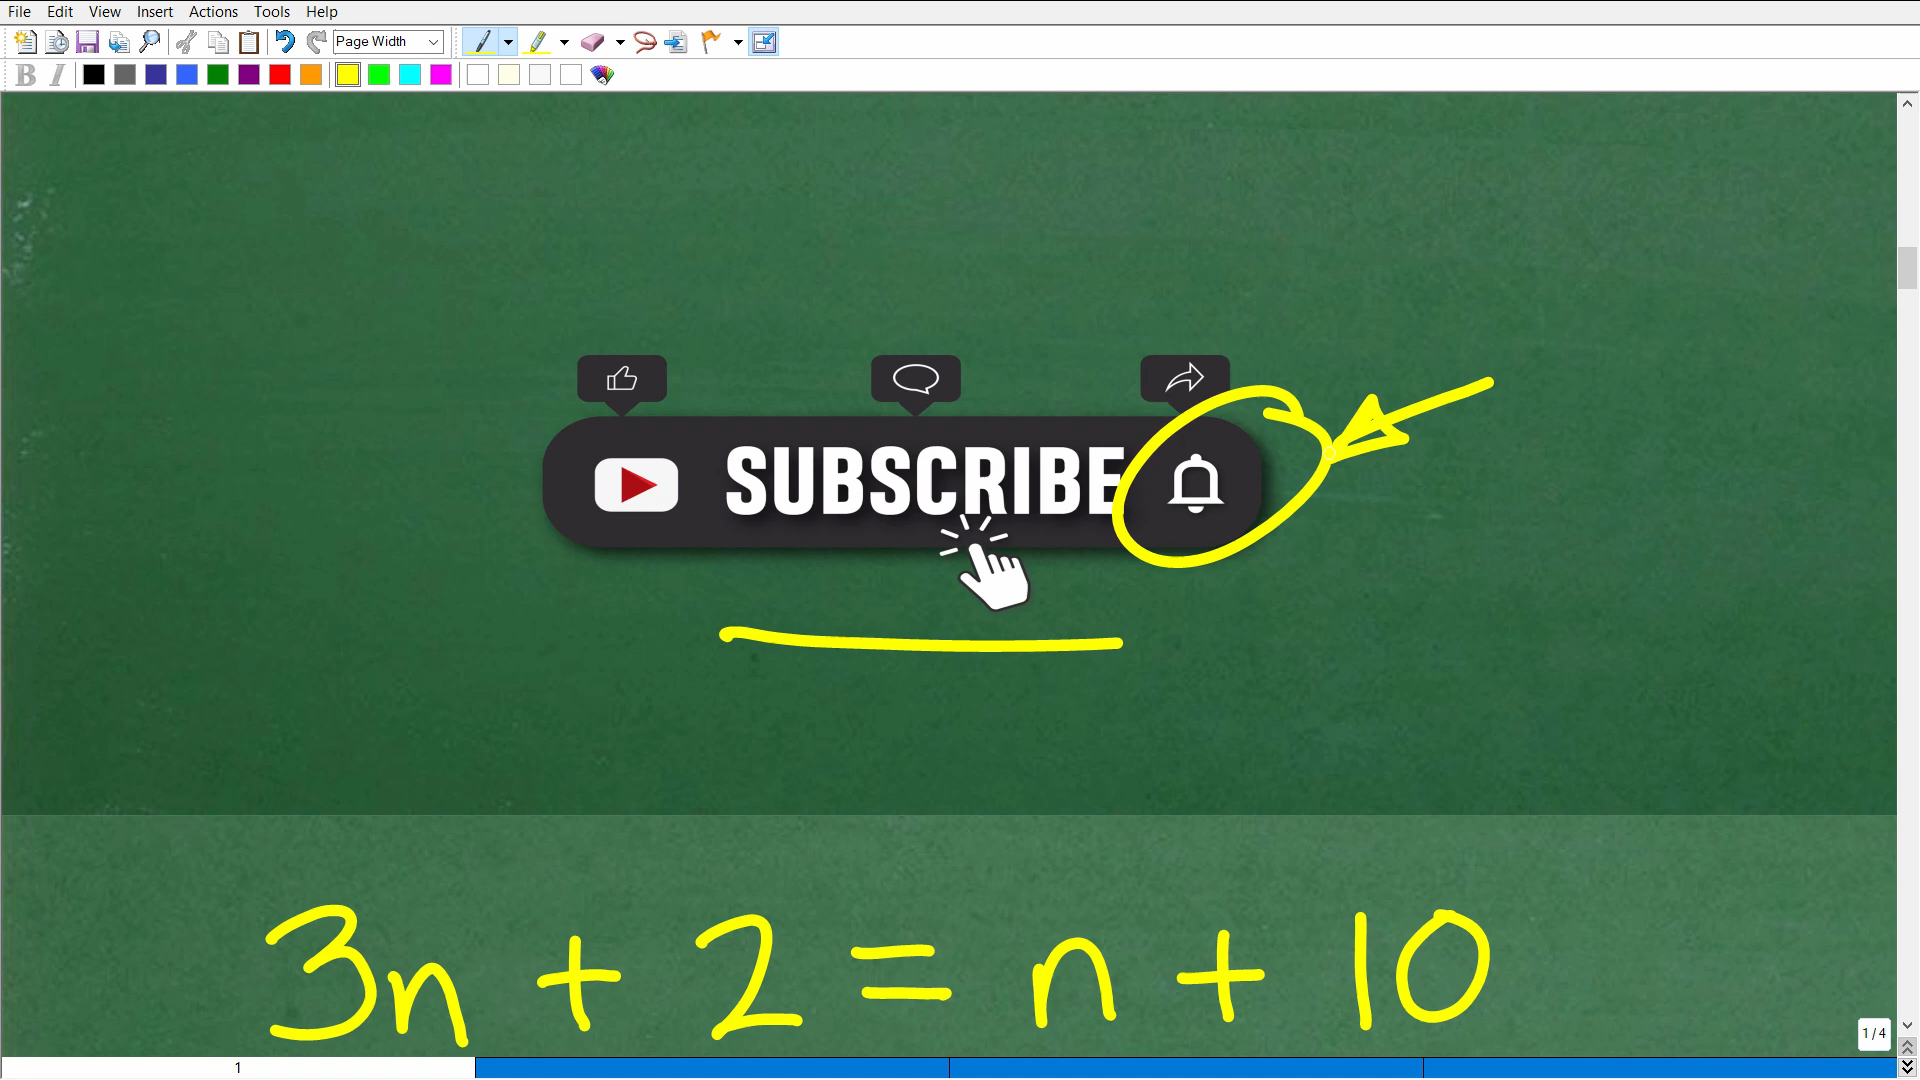 File Edit View Insert Actions Tools Help
Page Width
B I
SUBSCRIBE
3n + 2 = n + 10
1 / 4
1